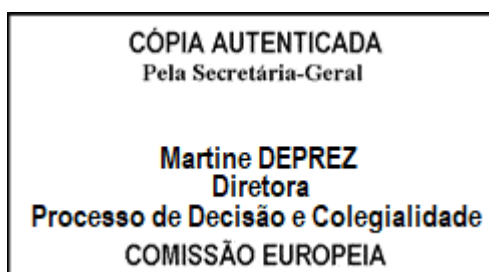 CÓPIA AUTENTICADA
Pela Secretária-Geral
Martine DEPREZ
Diretora
Processo de Decisão e Colegialidade
COMISSÃO EUROPEIA